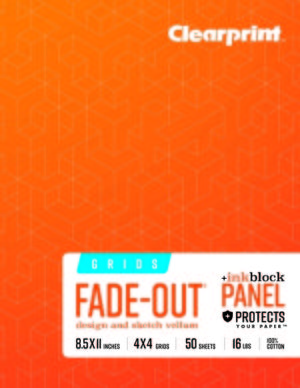 Clearprint
GRIDS
FADE-OUT®
design and sketch vellum
+inkblock
PANEL
PROTECTS
YOUR PAPER™
8.5X11 INCHES | 4X4 GRIDS | 50 SHEETS | 16 LBS | 100% COTTON